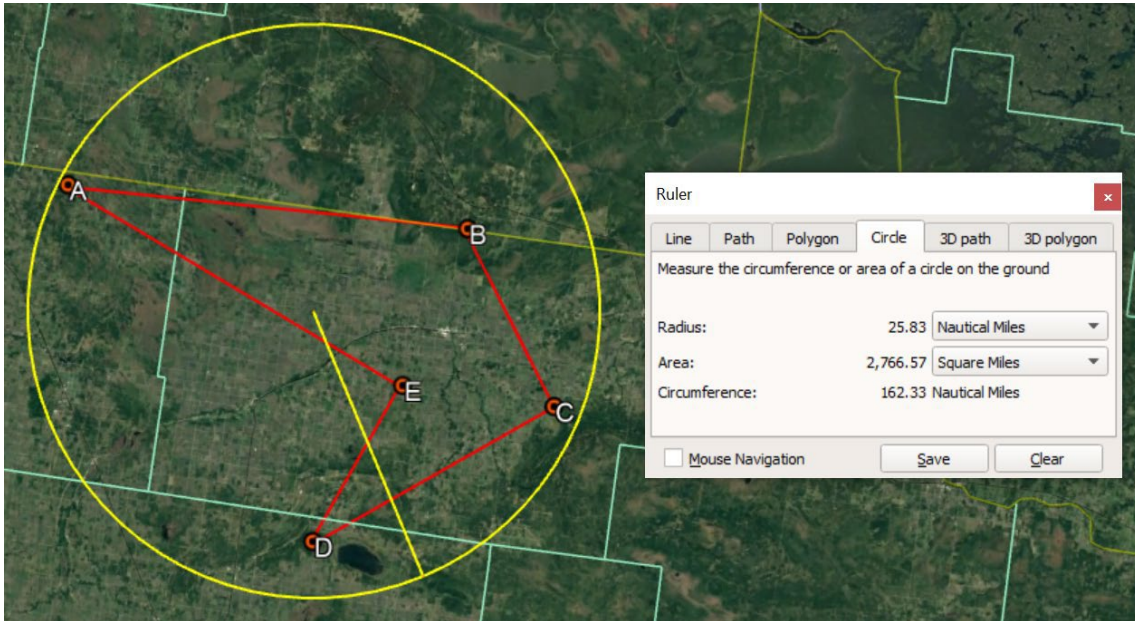 A
B
E
C
D
Ruler
Line Path Polygon Circle 3D path 3D polygon
Measure the circumference or area of a circle on the ground
Radius: 25.83 Nautical Miles
Area: 2,766.57 Square Miles
Circumference: 162.33 Nautical Miles
Mouse Navigation Save Clear